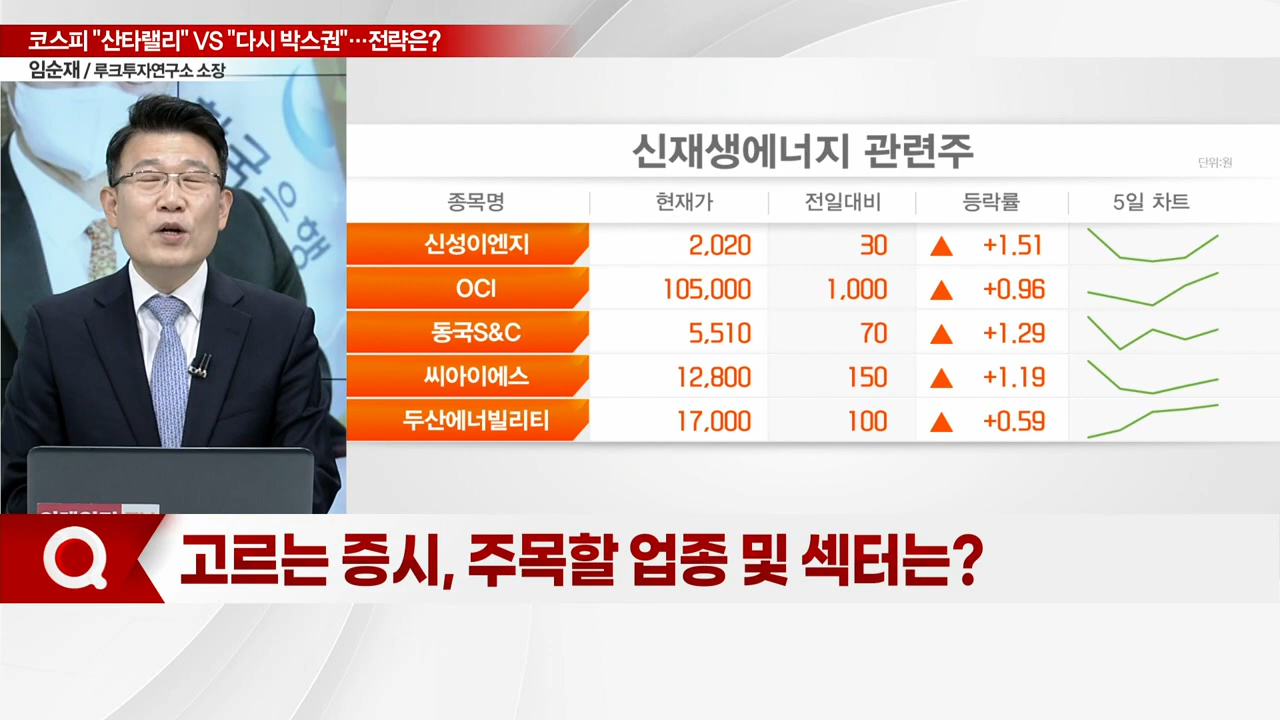 코스피 "산타랠리" VS "다시 박스권"…전략은?
임순재 / 루크투자연구소 소장
한국은행
신재생에너지 관련주
단위:원
종목명 현재가 전일대비 등락률 5일 차트
신성이엔지 2,020 30 ▲ +1.51
OCI 105,000 1,000 ▲ +0.96
동국S&C 5,510 70 ▲ +1.29
씨아이에스 12,800 150 ▲ +1.19
두산에너빌리티 17,000 100 ▲ +0.59
Q 고르는 증시, 주목할 업종 및 섹터는?